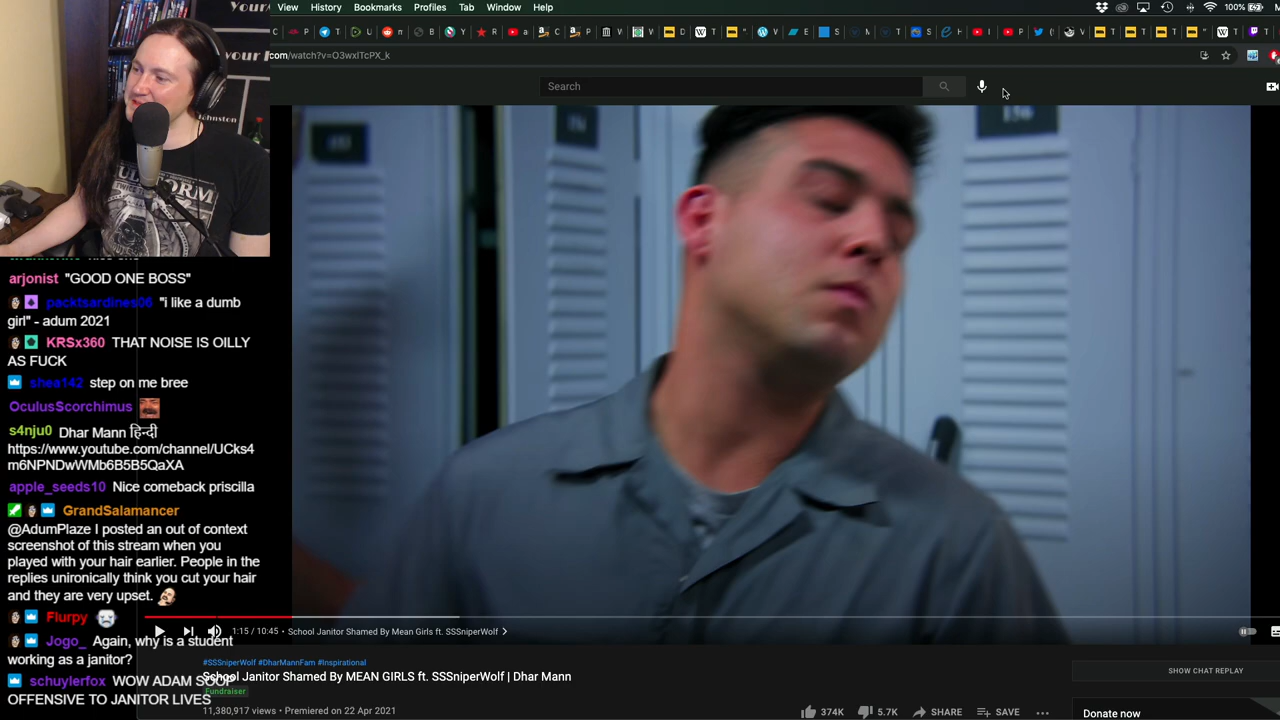 View History Bookmarks Profiles Tab Window Help 100%
com/watch?v=O3wxlTcPX_k
Search
Johnston
156
arjonist "GOOD ONE BOSS"
packtsardines06 "i like a dumb
girl" - adum 2021
KRSx360 THAT NOISE IS OILLY
AS FUCK
shea142 step on me bree
OculusScorchimus
s4nju0 Dhar Mann हिन्दी
https://www.youtube.com/channel/UCks4
m6NPNDwWMb6B5B5QaXA
apple_seeds10 Nice comeback priscilla
GrandSalamancer
@AdumPlaze I posted an out of context
screenshot of this stream when you
played with your hair earlier. People in the
replies unironically think you cut your hair
and they are very upset.
Flurpy
Jogo_ Again, why is a student
working as a janitor?
schuylerfox WOW ADAM SOOP
OFFENSIVE TO JANITOR LIVES
1:15 / 10:45 • School Janitor Shamed By Mean Girls ft. SSSniperWolf
#SSSniperWolf #DharMannFam #Inspirational
School Janitor Shamed By MEAN GIRLS ft. SSSniperWolf | Dhar Mann
Fundraiser
11,380,917 views • Premiered on 22 Apr 2021
374K 5.7K SHARE SAVE
SHOW CHAT REPLAY
Donate now